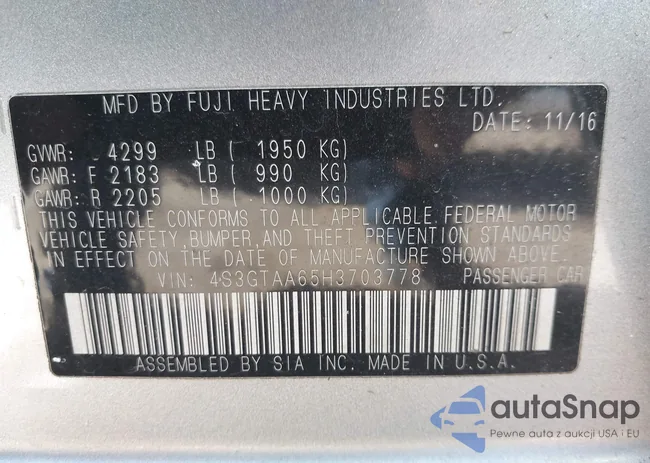 MFD BY FUJI HEAVY INDUSTRIES LTD.
DATE: 11/16
GVWR: 4299 LB ( 1950 KG)
GAWR: F 2183 LB ( 990 KG)
GAWR: R 2205 LB ( 1000 KG)
THIS VEHICLE CONFORMS TO ALL APPLICABLE FEDERAL MOTOR
VEHICLE SAFETY, BUMPER, AND THEFT PREVENTION STANDARDS
IN EFFECT ON THE DATE OF MANUFACTURE SHOWN ABOVE.
VIN: 4S3GTAA65H3703778 PASSENGER CAR
ASSEMBLED BY SIA INC. MADE IN U.S.A.
autaSnap
Pewne auta z aukcji USA i EU